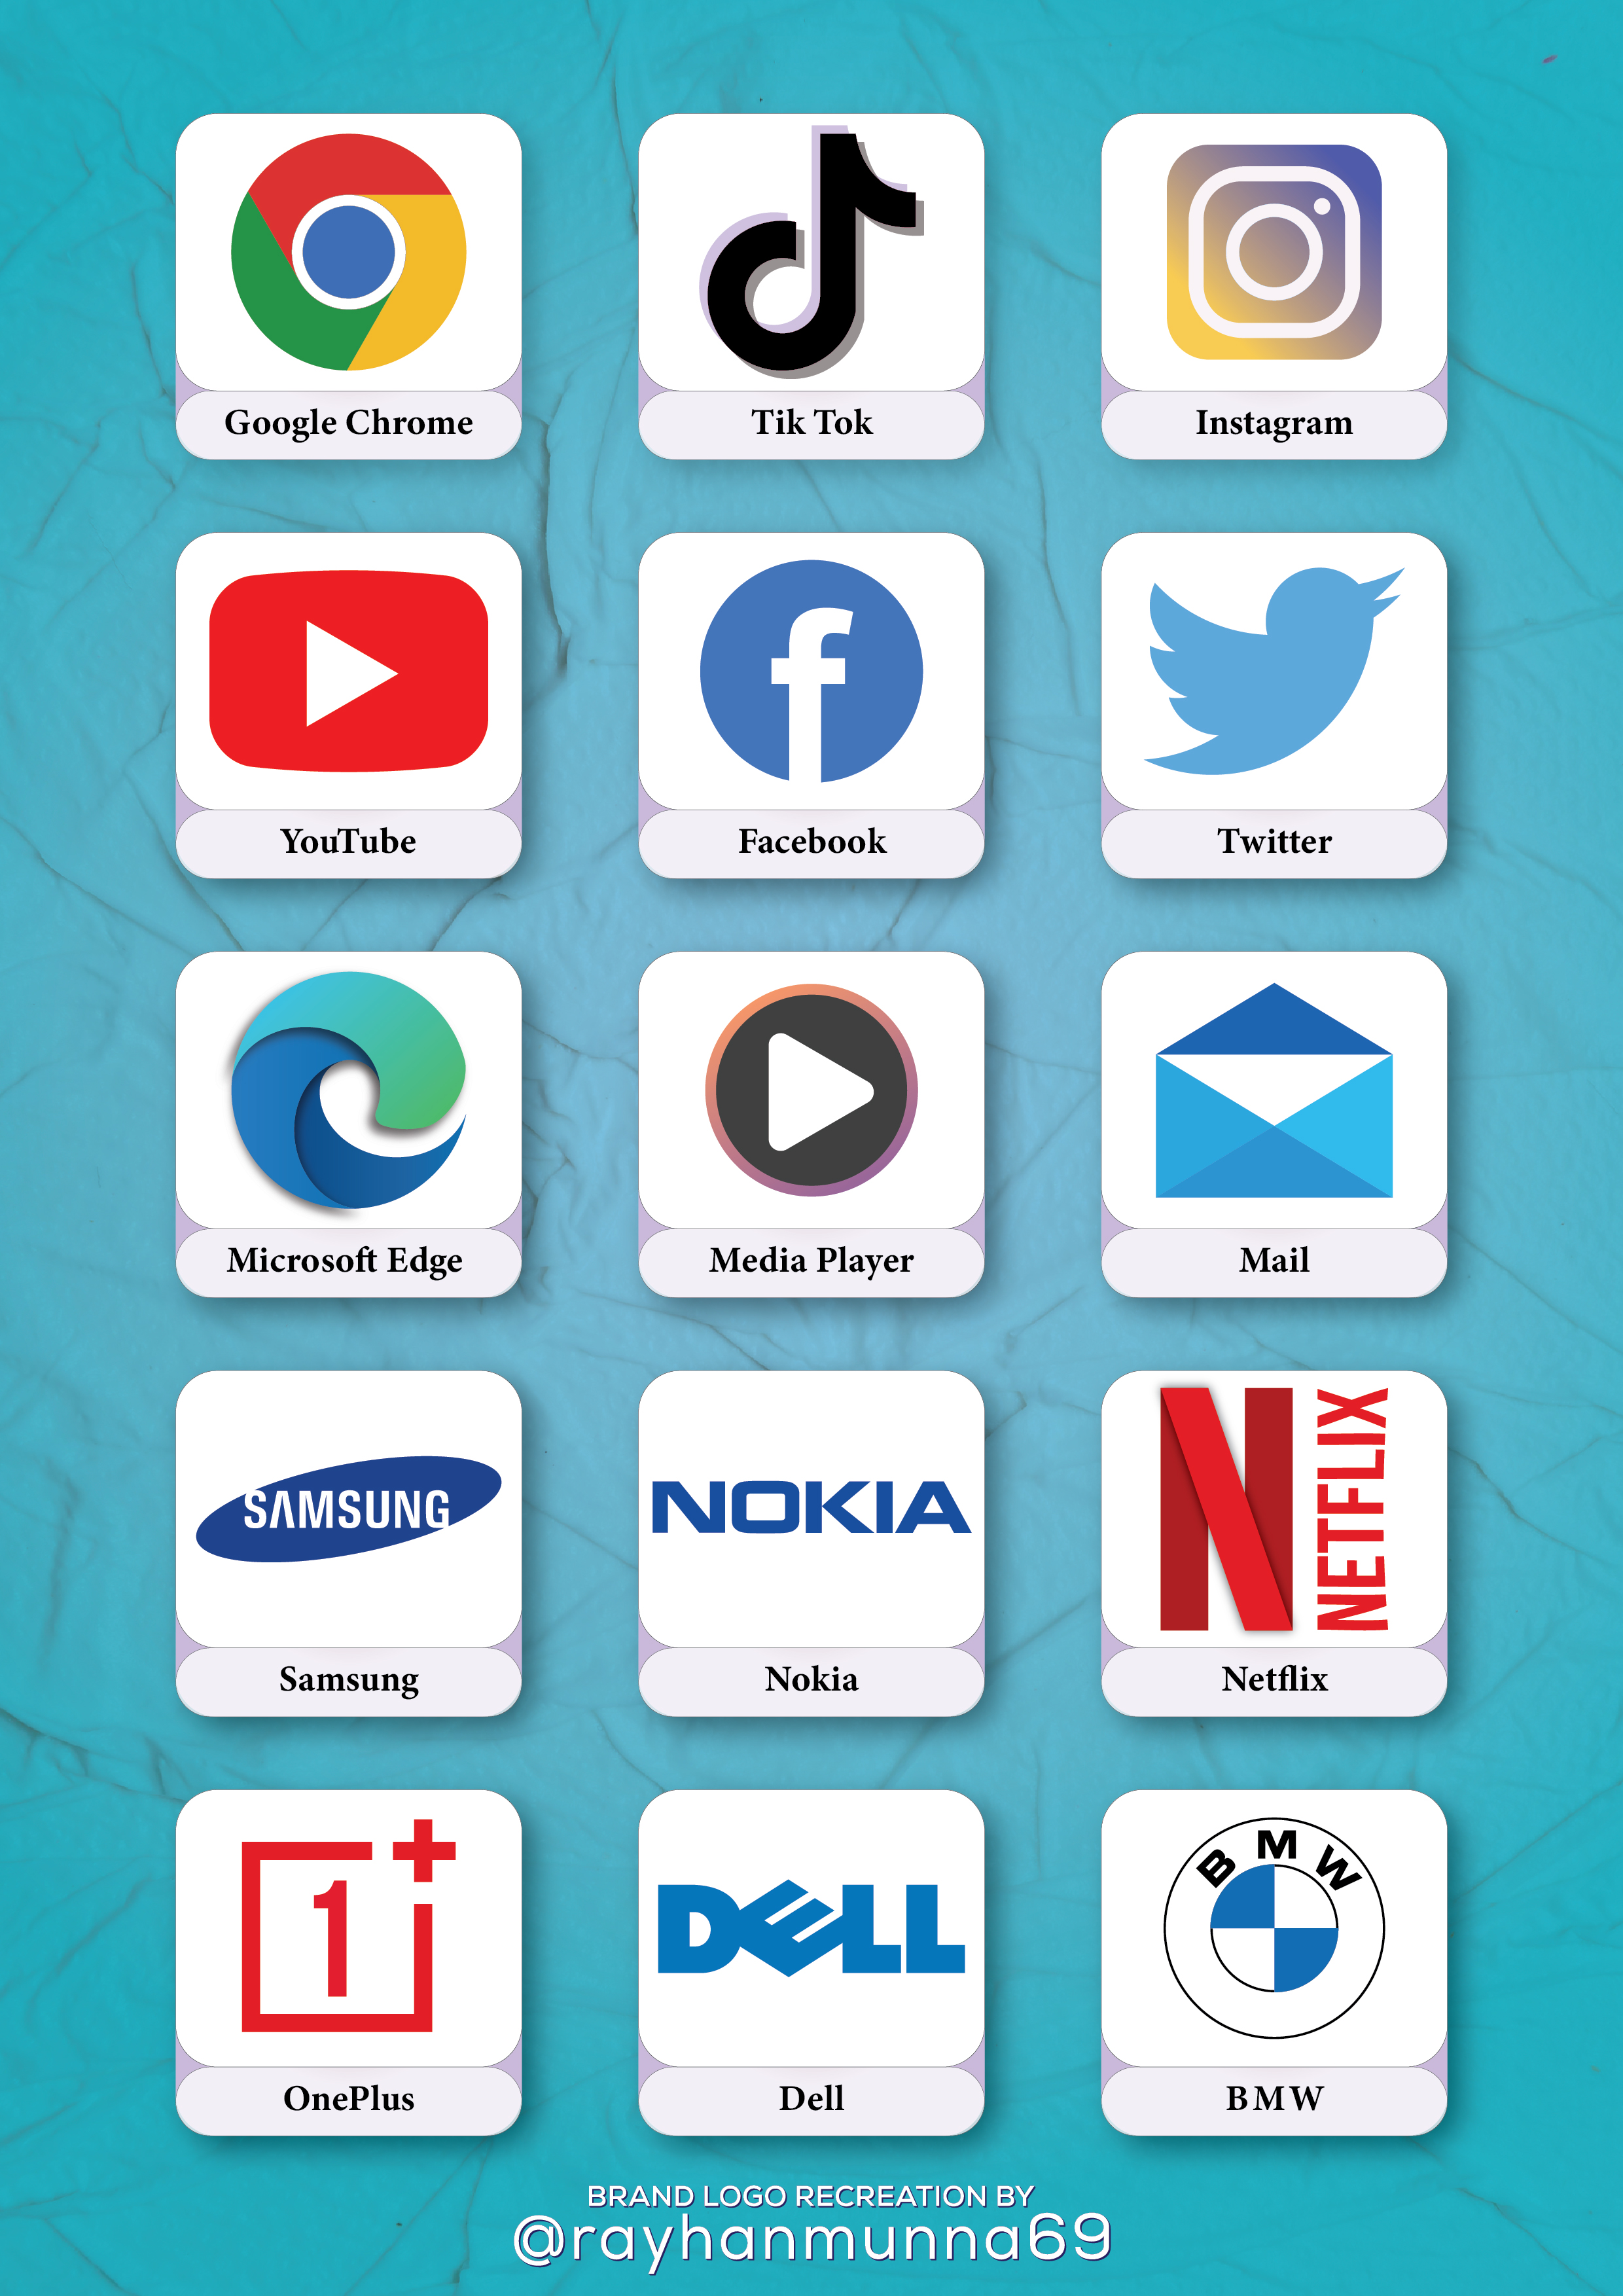 Google Chrome
Tik Tok
Instagram
YouTube
f
Facebook
Twitter
Microsoft Edge
Media Player
Mail
SAMSUNG
Samsung
NOKIA
Nokia
N
NETFLIX
Netflix
1+
OnePlus
DELL
Dell
BMW
BMW
BRAND LOGO RECREATION BY
@rayhanmunna69